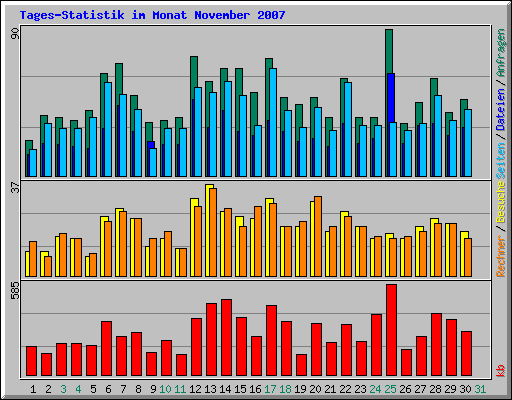 Tages-Statistik im Monat November 2007
90
37
585
Rechner / Besuche Seiten / Dateien / Anfragen
kb
1 2 3 4 5 6 7 8 9 10 11 12 13 14 15 16 17 18 19 20 21 22 23 24 25 26 27 28 29 30 31